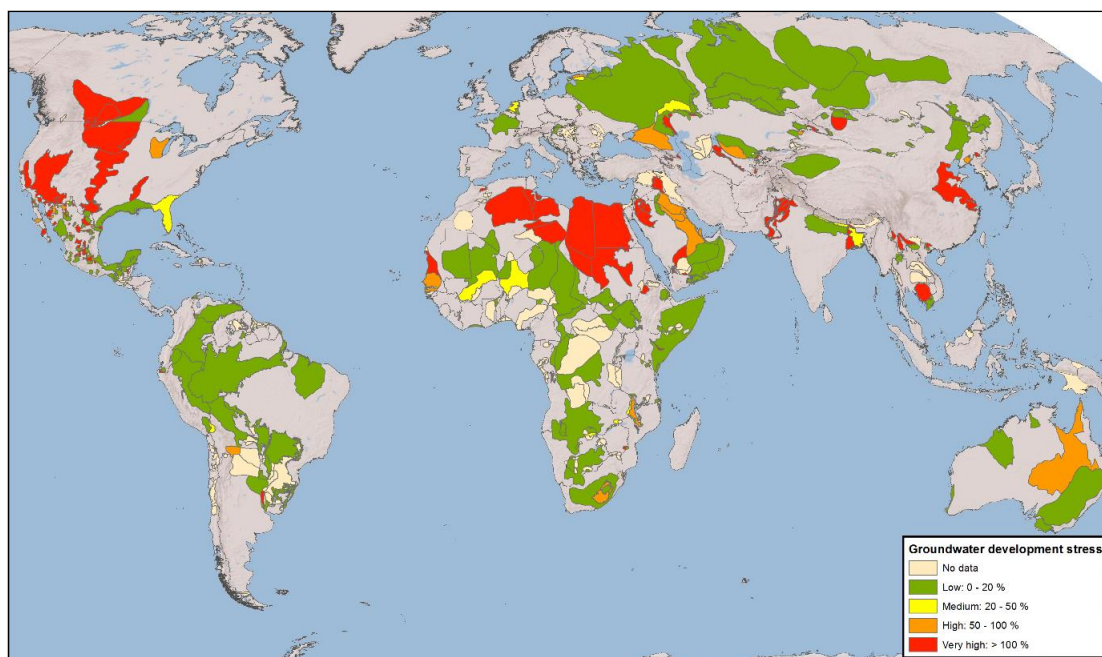 Groundwater development stress
No data
Low: 0 - 20 %
Medium: 20 - 50 %
High: 50 - 100 %
Very high: > 100 %